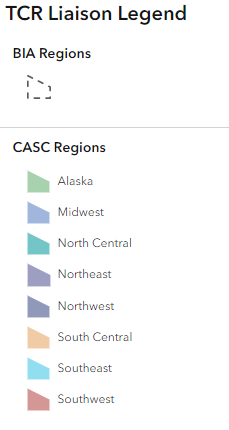 TCR Liaison Legend
BIA Regions
CASC Regions
Alaska
Midwest
North Central
Northeast
Northwest
South Central
Southeast
Southwest